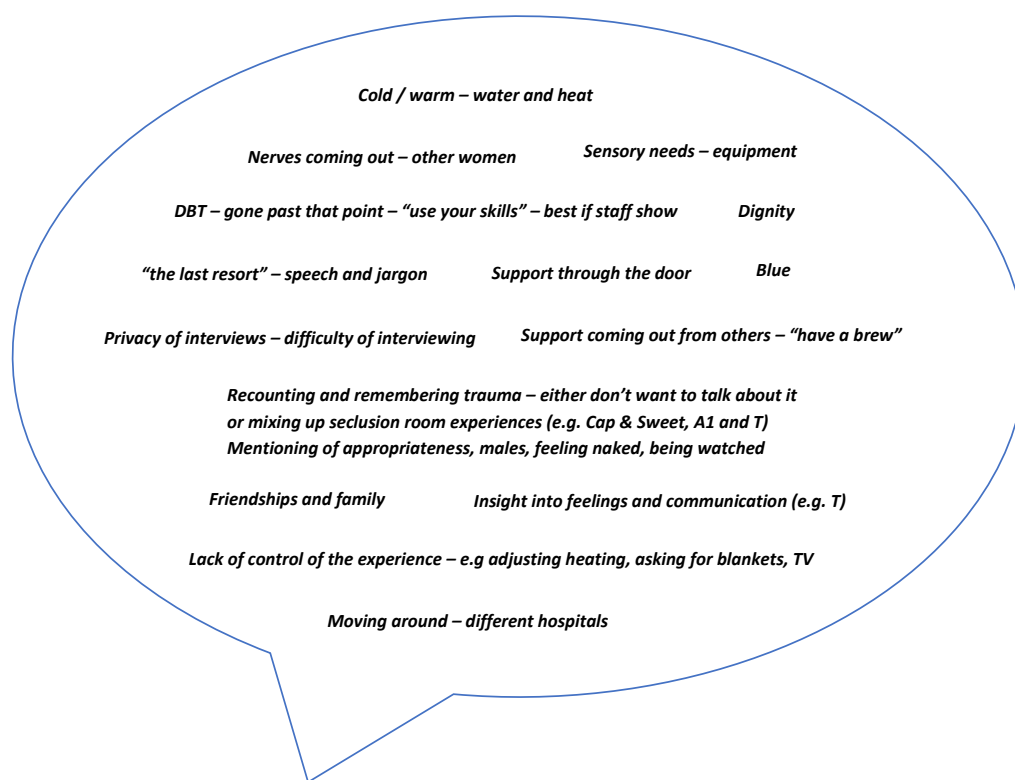 Cold / warm – water and heat
Nerves coming out – other women
Sensory needs – equipment
DBT – gone past that point – “use your skills” – best if staff show
Dignity
“the last resort” – speech and jargon
Support through the door
Blue
Privacy of interviews – difficulty of interviewing
Support coming out from others – “have a brew”
Recounting and remembering trauma – either don’t want to talk about it
or mixing up seclusion room experiences (e.g. Cap & Sweet, A1 and T)
Mentioning of appropriateness, males, feeling naked, being watched
Friendships and family
Insight into feelings and communication (e.g. T)
Lack of control of the experience – e.g adjusting heating, asking for blankets, TV
Moving around – different hospitals